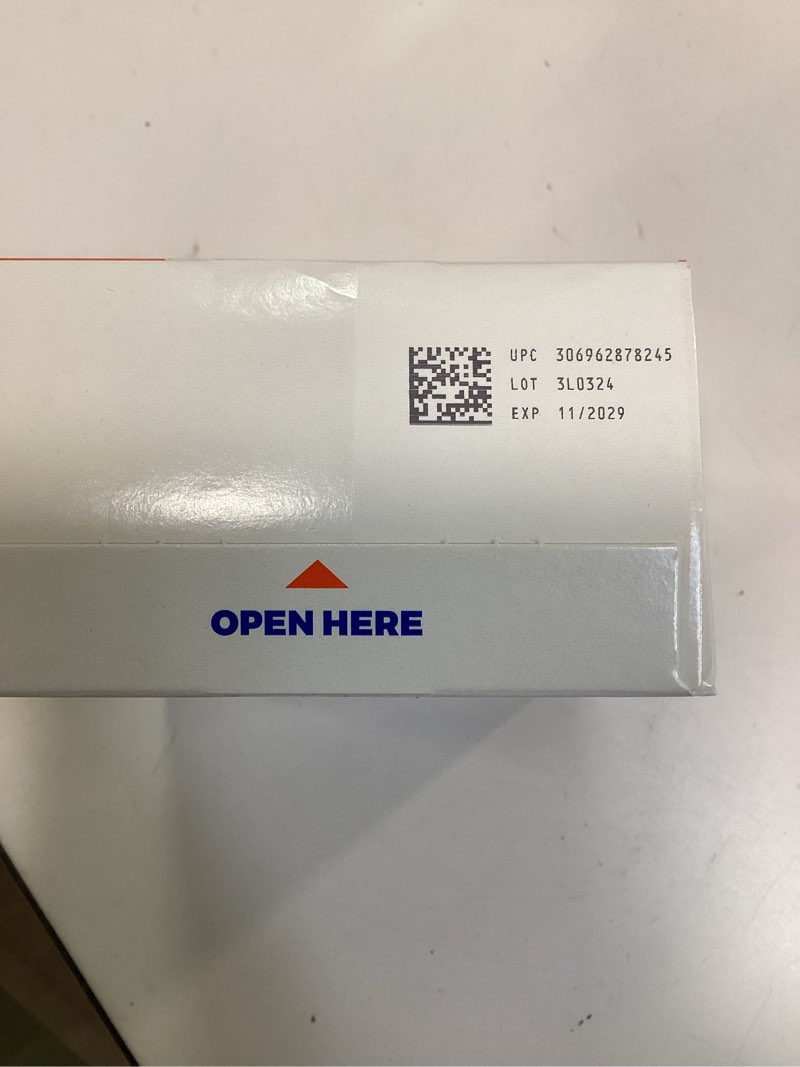 UPC 306962878245
LOT 3L0324
EXP 11/2029
OPEN HERE